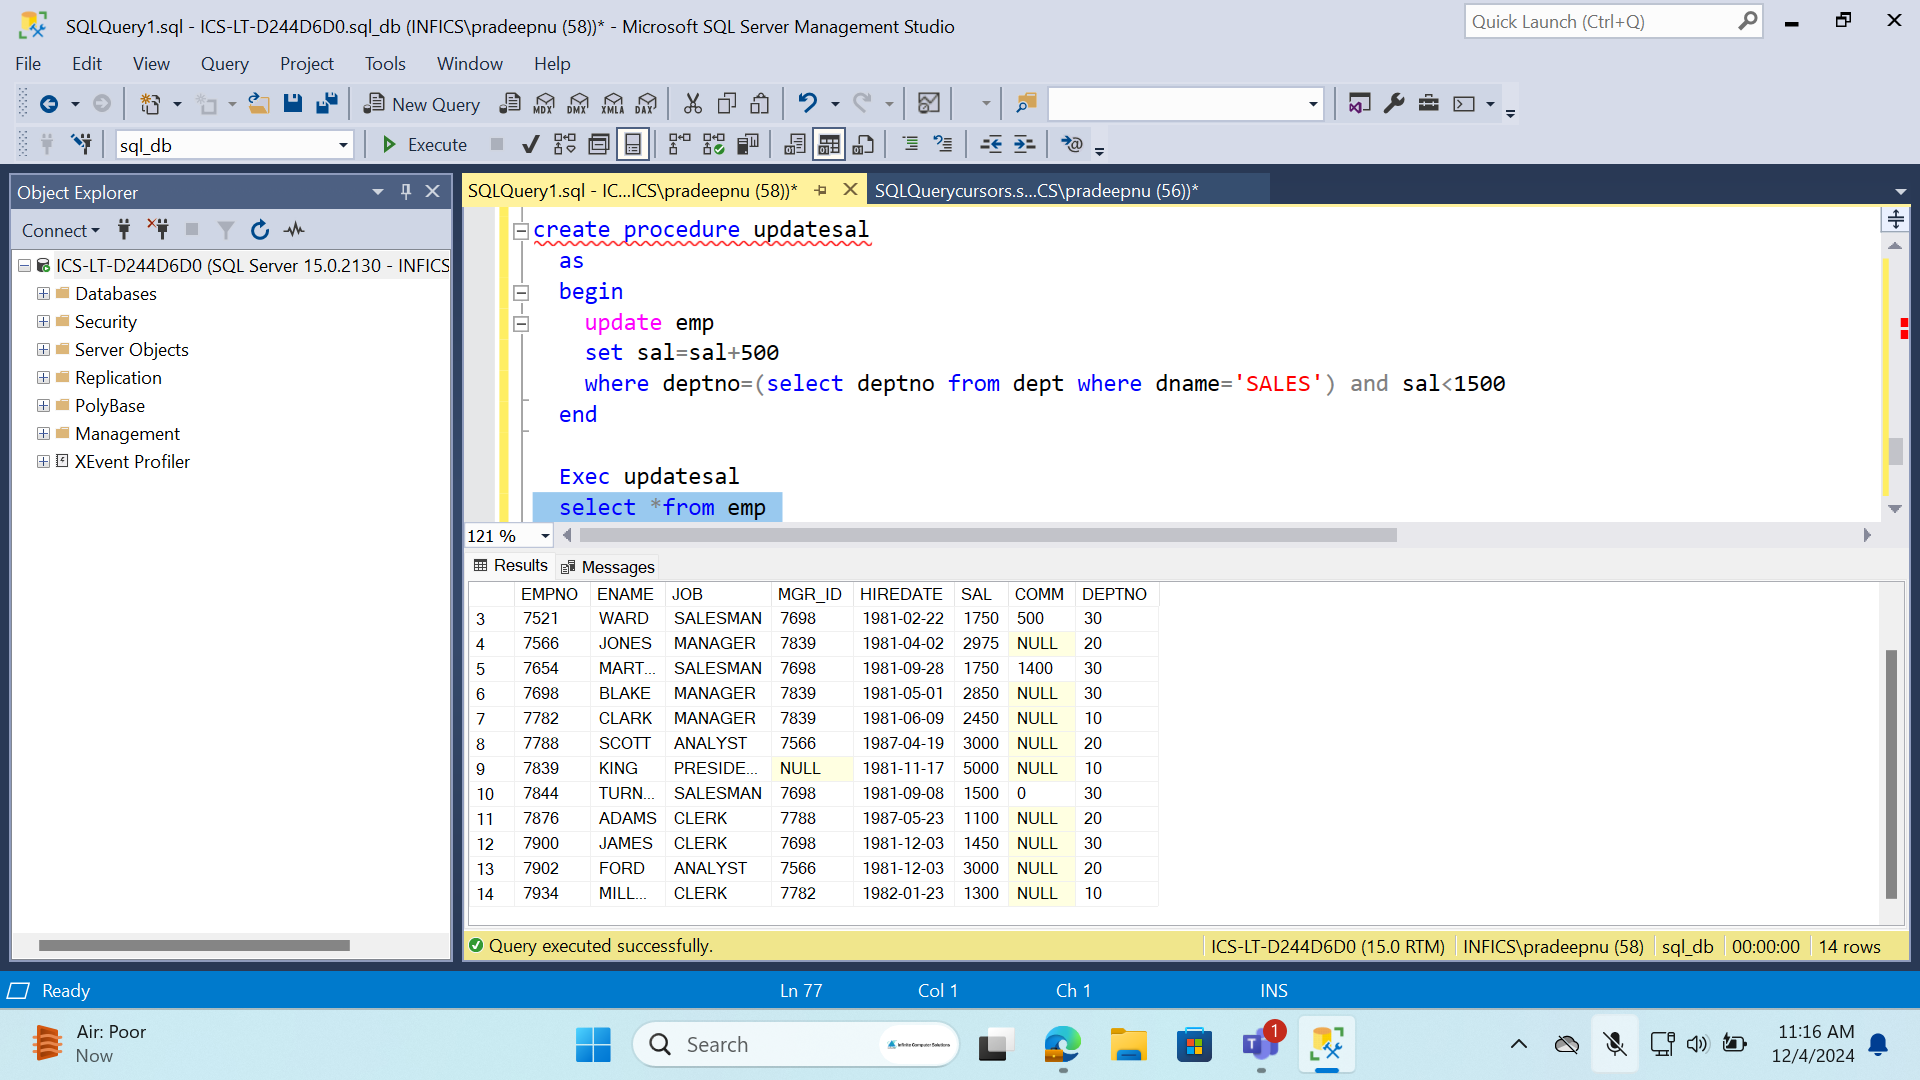 SQLQuery1.sql - ICS-LT-D244D6D0.sql_db (INFICS\pradeepnu (58))* - Microsoft SQL Server Management Studio
Quick Launch (Ctrl+Q)
File Edit View Query Project Tools Window Help
New Query MDX DMX XMLA DAX
sql_db Execute
Object Explorer
Connect
ICS-LT-D244D6D0 (SQL Server 15.0.2130 - INFICS
Databases
Security
Server Objects
Replication
PolyBase
Management
XEvent Profiler
SQLQuery1.sql - IC...ICS\pradeepnu (58))* SQLQuerycursors.s...CS\pradeepnu (56))*
create procedure updatesal
as
begin
update emp
set sal=sal+500
where deptno=(select deptno from dept where dname='SALES') and sal<1500
end
Exec updatesal
select *from emp
121 %
Results Messages
EMPNO ENAME JOB MGR_ID HIREDATE SAL COMM DEPTNO
3 7521 WARD SALESMAN 7698 1981-02-22 1750 500 30
4 7566 JONES MANAGER 7839 1981-04-02 2975 NULL 20
5 7654 MART... SALESMAN 7698 1981-09-28 1750 1400 30
6 7698 BLAKE MANAGER 7839 1981-05-01 2850 NULL 30
7 7782 CLARK MANAGER 7839 1981-06-09 2450 NULL 10
8 7788 SCOTT ANALYST 7566 1987-04-19 3000 NULL 20
9 7839 KING PRESIDE... NULL 1981-11-17 5000 NULL 10
10 7844 TURN... SALESMAN 7698 1981-09-08 1500 0 30
11 7876 ADAMS CLERK 7788 1987-05-23 1100 NULL 20
12 7900 JAMES CLERK 7698 1981-12-03 1450 NULL 30
13 7902 FORD ANALYST 7566 1981-12-03 3000 NULL 20
14 7934 MILL... CLERK 7782 1982-01-23 1300 NULL 10
Query executed successfully. ICS-LT-D244D6D0 (15.0 RTM) INFICS\pradeepnu (58) sql_db 00:00:00 14 rows
Ready Ln 77 Col 1 Ch 1 INS
Air: Poor
Now
Search
Infinite Computer Solutions
1
11:16 AM
12/4/2024